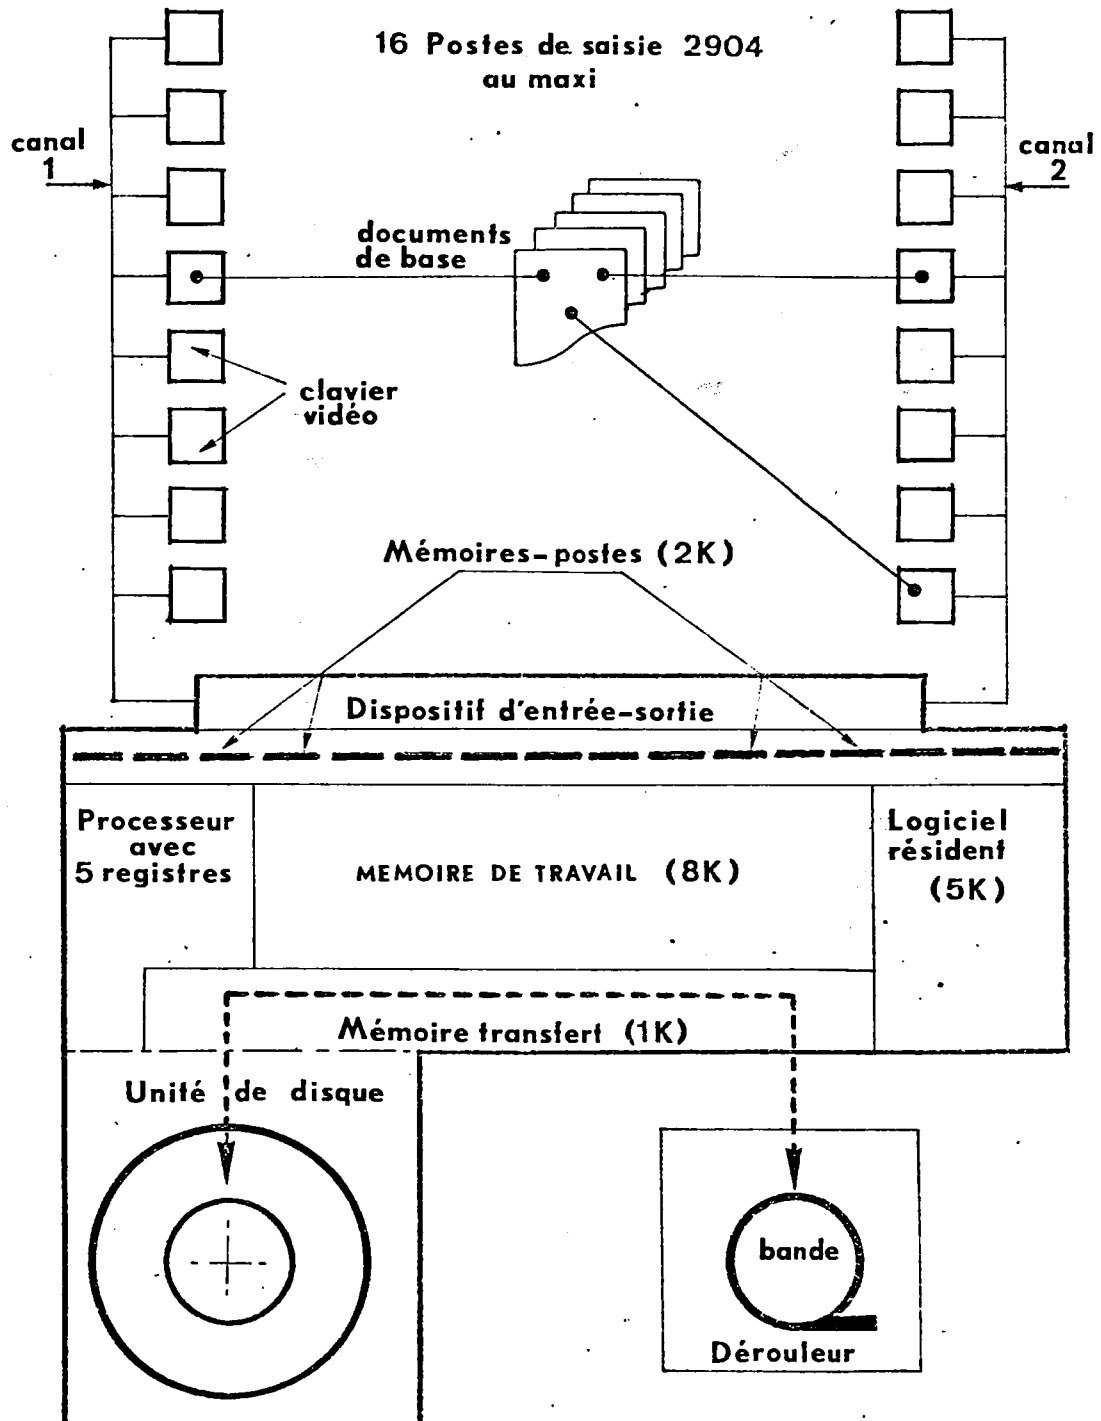 16 Postes de saisie 2904
au maxi
canal
1
canal
2
documents
de base
clavier
vidéo
Mémoires-postes (2K)
Dispositif d'entrée-sortie
Processeur
avec
5 registres
MEMOIRE DE TRAVAIL (8K)
Logiciel
résident
(5K)
Mémoire transfert (1K)
Unité de disque
bande
Dérouleur